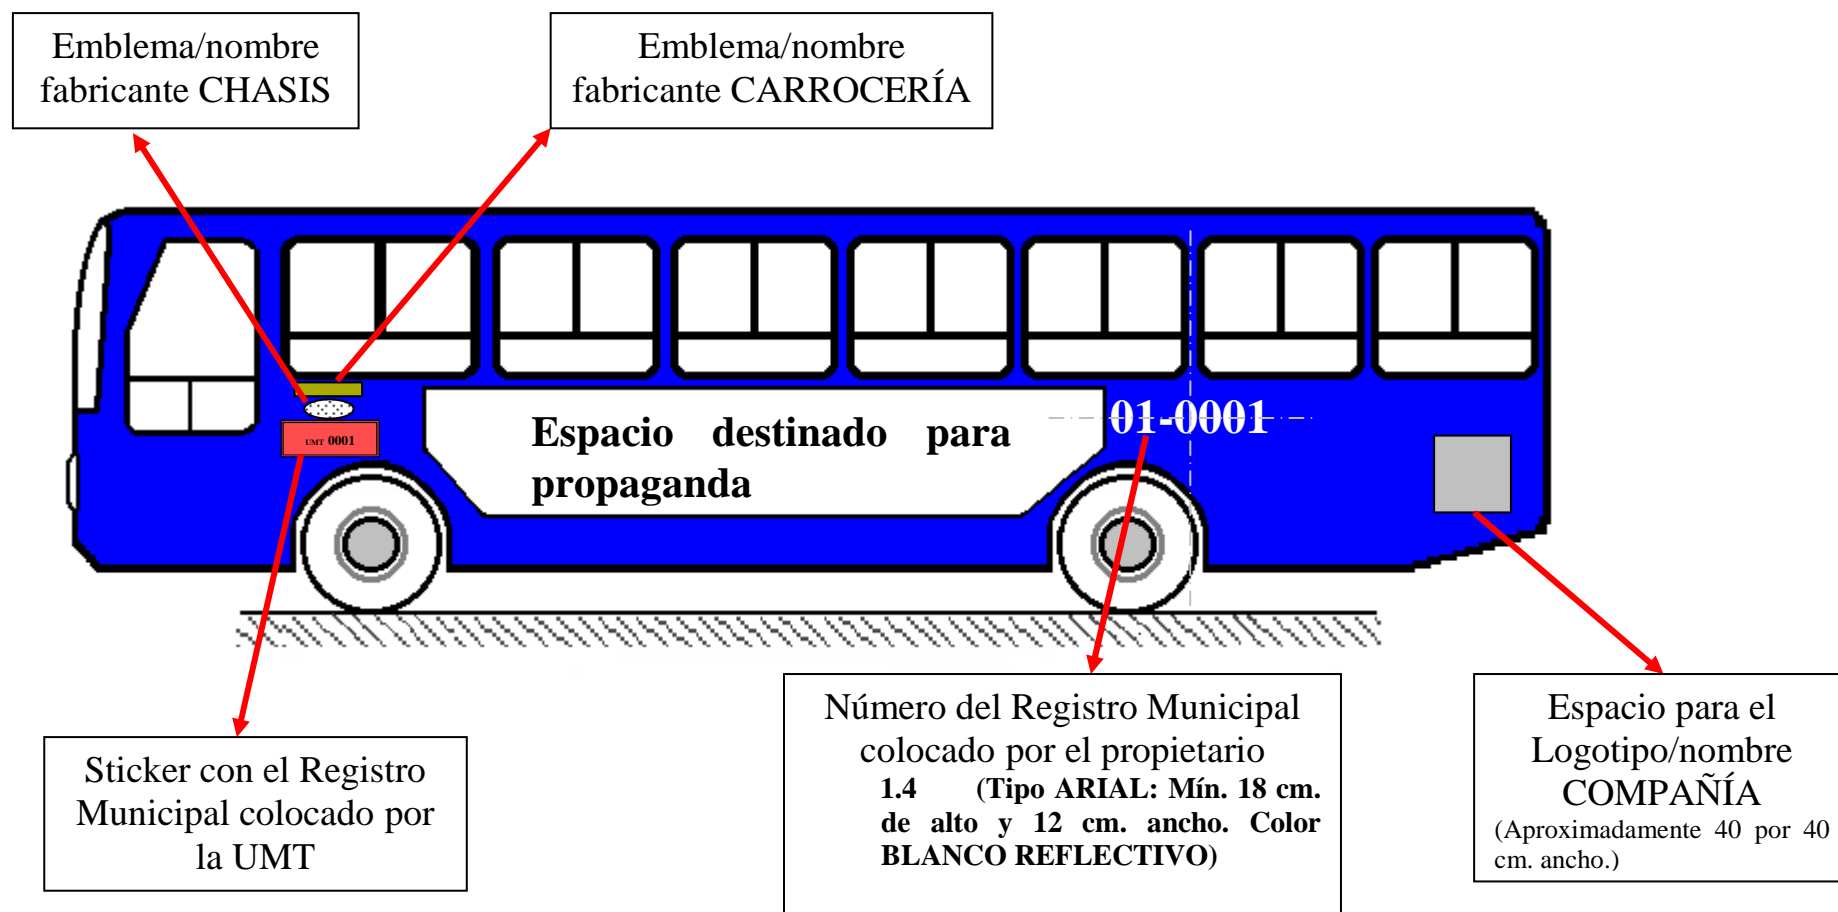 Emblema/nombre
fabricante CHASIS
Emblema/nombre
fabricante CARROCERÍA
UMT 0001
Espacio destinado para
propaganda
01-0001
Sticker con el Registro
Municipal colocado por
la UMT
Número del Registro Municipal
colocado por el propietario
1.4 (Tipo ARIAL: Mín. 18 cm.
de alto y 12 cm. ancho. Color
BLANCO REFLECTIVO)
Espacio para el
Logotipo/nombre
COMPAÑÍA
(Aproximadamente 40 por 40
cm. ancho.)